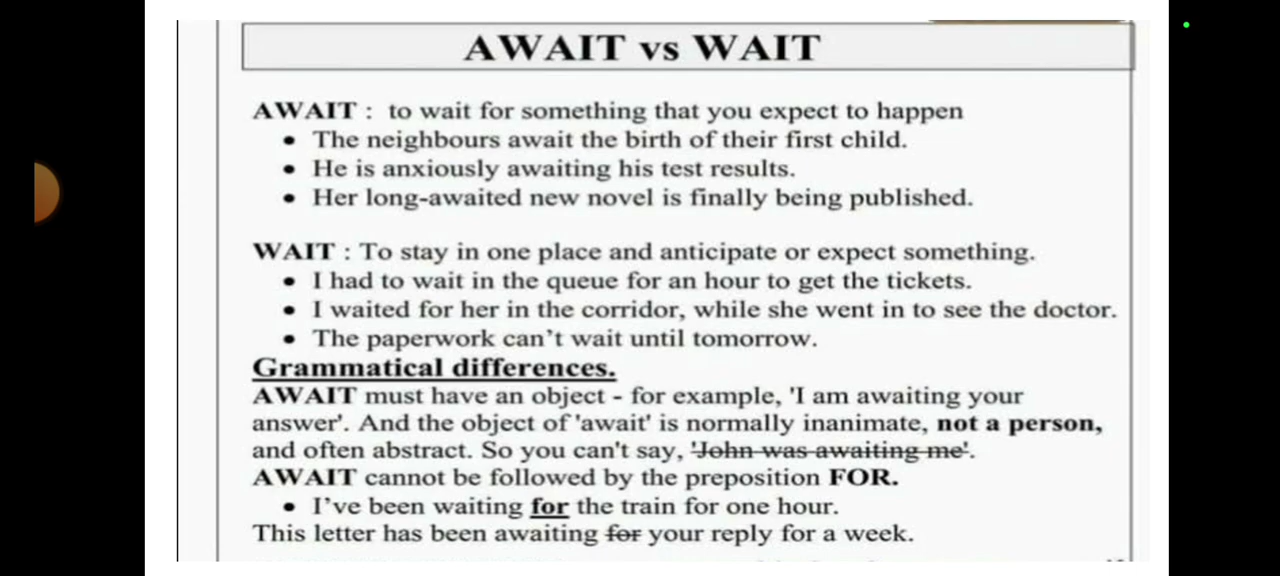 AWAIT vs WAIT
AWAIT : to wait for something that you expect to happen
• The neighbours await the birth of their first child.
• He is anxiously awaiting his test results.
• Her long-awaited new novel is finally being published.
WAIT : To stay in one place and anticipate or expect something.
• I had to wait in the queue for an hour to get the tickets.
• I waited for her in the corridor, while she went in to see the doctor.
• The paperwork can't wait until tomorrow.
Grammatical differences.
AWAIT must have an object - for example, 'I am awaiting your
answer'. And the object of 'await' is normally inanimate, not a person,
and often abstract. So you can't say, 'John was awaiting me'.
AWAIT cannot be followed by the preposition FOR.
• I've been waiting for the train for one hour.
This letter has been awaiting for your reply for a week.